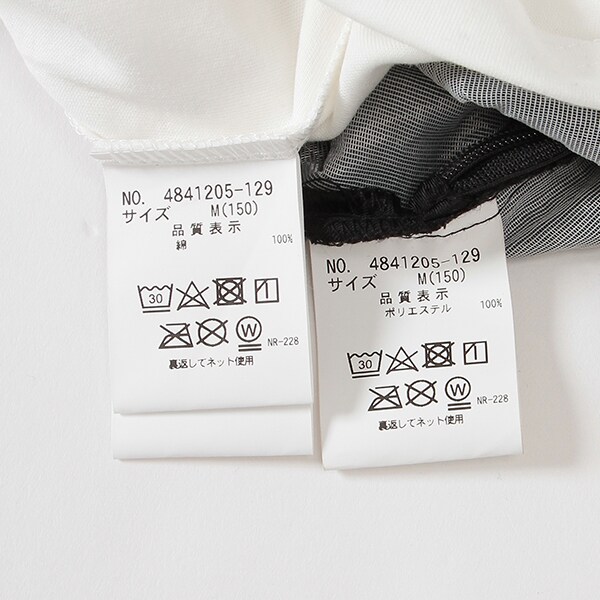 NO. 4841205-129
サイズ M(150)
品質表示
綿 100%
30 1
W NR-228
裏返してネット使用
NO. 4841205-129
サイズ M(150)
品質表示
ポリエステル 100%
30 1
W NR-228
裏返してネット使用